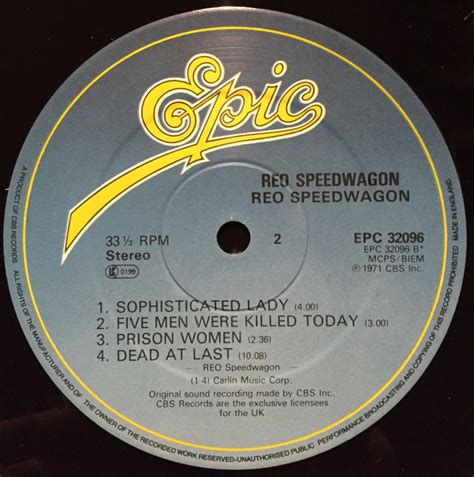 Epic
REO SPEEDWAGON
REO SPEEDWAGON
33⅓ RPM
Stereo
LC 0199
2
EPC 32096
EPC 32096 B*
MCPS/BIEM
℗ 1971 CBS Inc.
1. SOPHISTICATED LADY (4.00)
2. FIVE MEN WERE KILLED TODAY (3.00)
3. PRISON WOMEN (2.36)
4. DEAD AT LAST (10.08)
- REO Speedwagon -
(1-4) Carlin Music Corp.
Original sound recording made by CBS Inc.
CBS Records are the exclusive licensees
for the UK
A PRODUCT OF CBS RECORDS. ALL RIGHTS OF THE MANUFACTURER AND OF THE OWNER OF THE RECORDED WORK RESERVED-UNAUTHORISED PUBLIC PERFORMANCE BROADCASTING AND COPYING OF THIS RECORD PROHIBITED MADE IN ENGLAND.